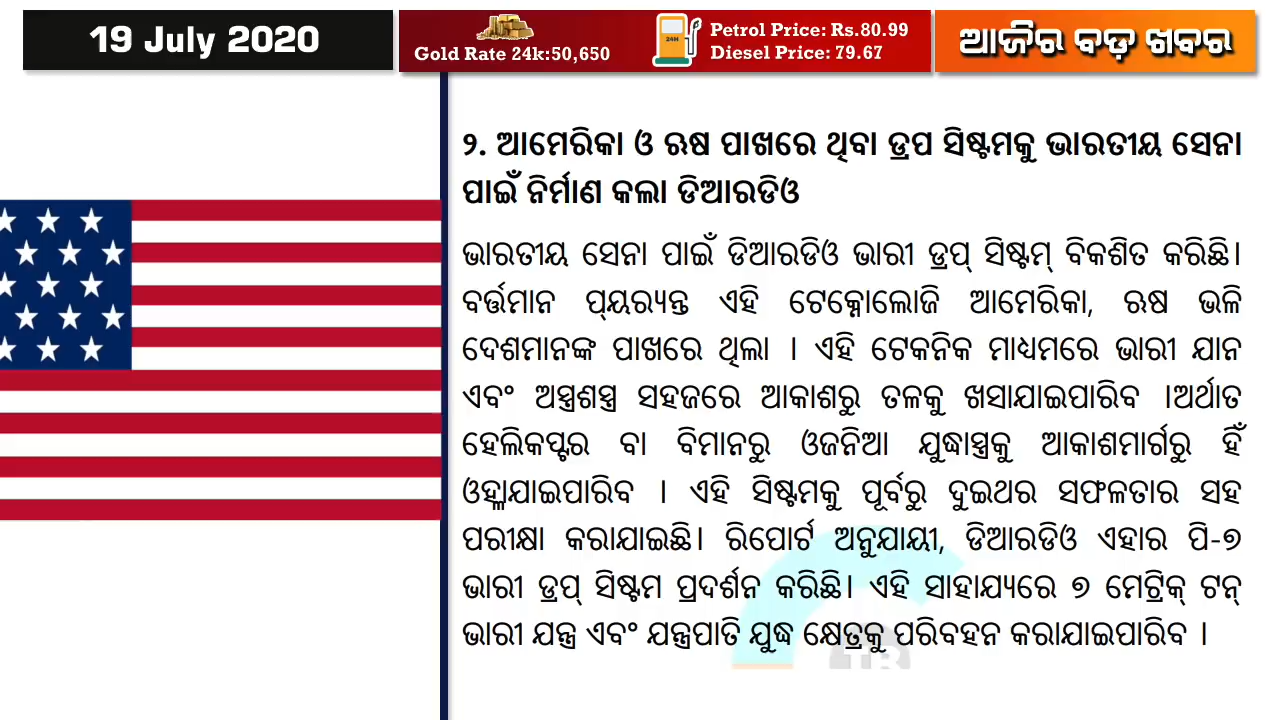 19 July 2020
Gold Rate 24k:50,650
24H
Petrol Price: Rs.80.99
Diesel Price: 79.67
ଆଜିର ବଡ଼ ଖବର
୨. ଆମେରିକା ଓ ଋଷ ପାଖରେ ଥିବା ଡ୍ରପ ସିଷ୍ଟମକୁ ଭାରତୀୟ ସେନା
ପାଇଁ ନିର୍ମାଣ କଲା ଡିଆରଡିଓ
ଭାରତୀୟ ସେନା ପାଇଁ ଡିଆରଡିଓ ଭାରୀ ଡ୍ରପ୍ ସିଷ୍ଟମ୍ ବିକଶିତ କରିଛି।
ବର୍ତ୍ତମାନ ପ୍ୟର୍ୟନ୍ତ ଏହି ଟେକ୍ନୋଲୋଜି ଆମେରିକା, ଋଷ ଭଳି
ଦେଶମାନଙ୍କ ପାଖରେ ଥିଲା । ଏହି ଟେକନିକ ମାଧ୍ୟମରେ ଭାରୀ ଯାନ
ଏବଂ ଅସ୍ତ୍ରଶସ୍ତ୍ର ସହଜରେ ଆକାଶରୁ ତଳକୁ ଖସାଯାଇପାରିବ ।ଅର୍ଥାତ
ହେଲିକପ୍ଟର ବା ବିମାନରୁ ଓଜନିଆ ଯୁଦ୍ଧାସ୍ତ୍ରକୁ ଆକାଶମାର୍ଗରୁ ହିଁ
ଓହ୍ଳାଯାଇପାରିବ । ଏହି ସିଷ୍ଟମକୁ ପୂର୍ବରୁ ଦୁଇଥର ସଫଳତାର ସହ
ପରୀକ୍ଷା କରାଯାଇଛି। ରିପୋର୍ଟ ଅନୁଯାୟୀ, ଡିଆରଡିଓ ଏହାର ପି-୭
ଭାରୀ ଡ୍ରପ୍ ସିଷ୍ଟମ ପ୍ରଦର୍ଶନ କରିଛି। ଏହି ସାହାଯ୍ୟରେ ୭ ମେଟ୍ରିକ୍ ଟନ୍
ଭାରୀ ଯନ୍ତ୍ର ଏବଂ ଯନ୍ତ୍ରପାତି ଯୁଦ୍ଧ କ୍ଷେତ୍ରକୁ ପରିବହନ କରାଯାଇପାରିବ ।